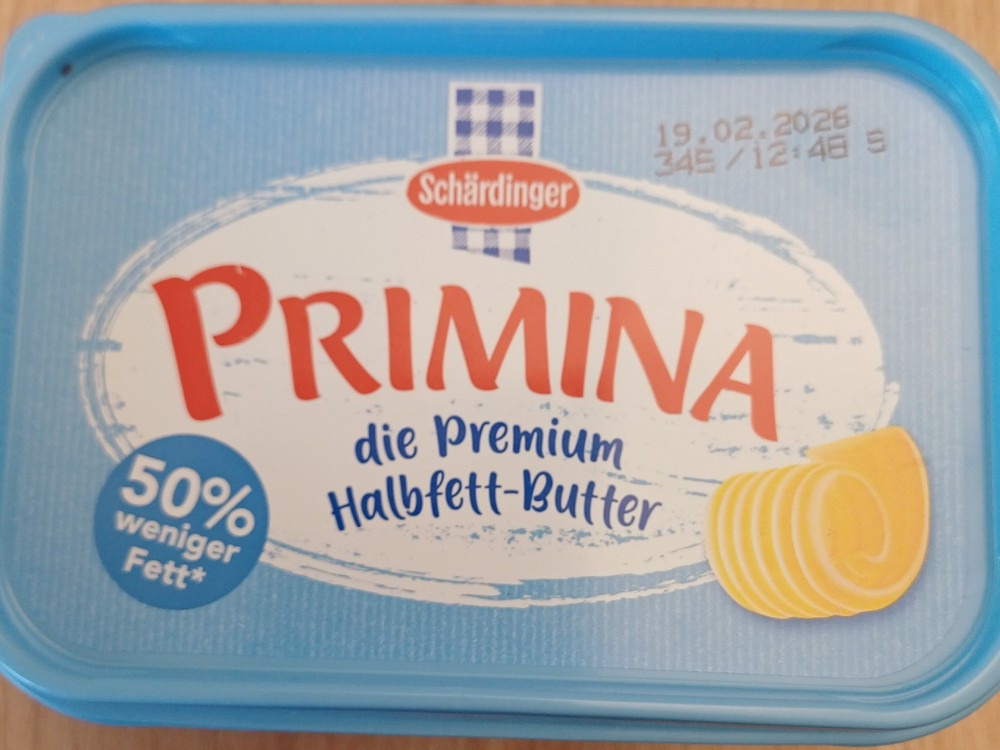 19.02.2026
345 /12:48 S
Schärdinger
PRIMINA
die Premium
Halbfett-Butter
50%
weniger
Fett*